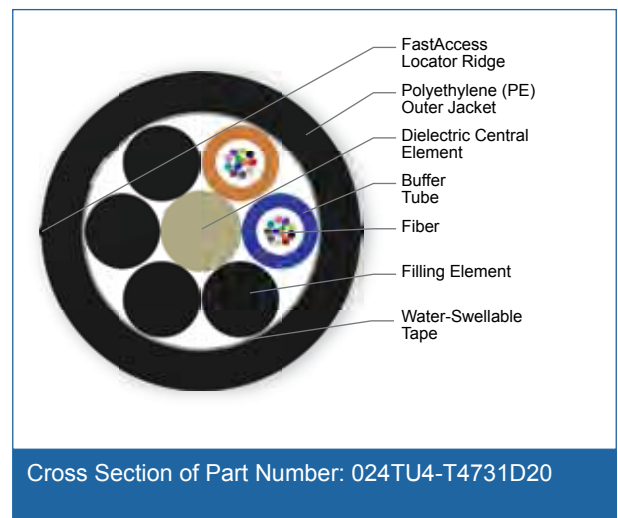 FastAccess
Locator Ridge
Polyethylene (PE)
Outer Jacket
Dielectric Central
Element
Buffer
Tube
Fiber
Filling Element
Water-Swellable
Tape
Cross Section of Part Number: 024TU4-T4731D20